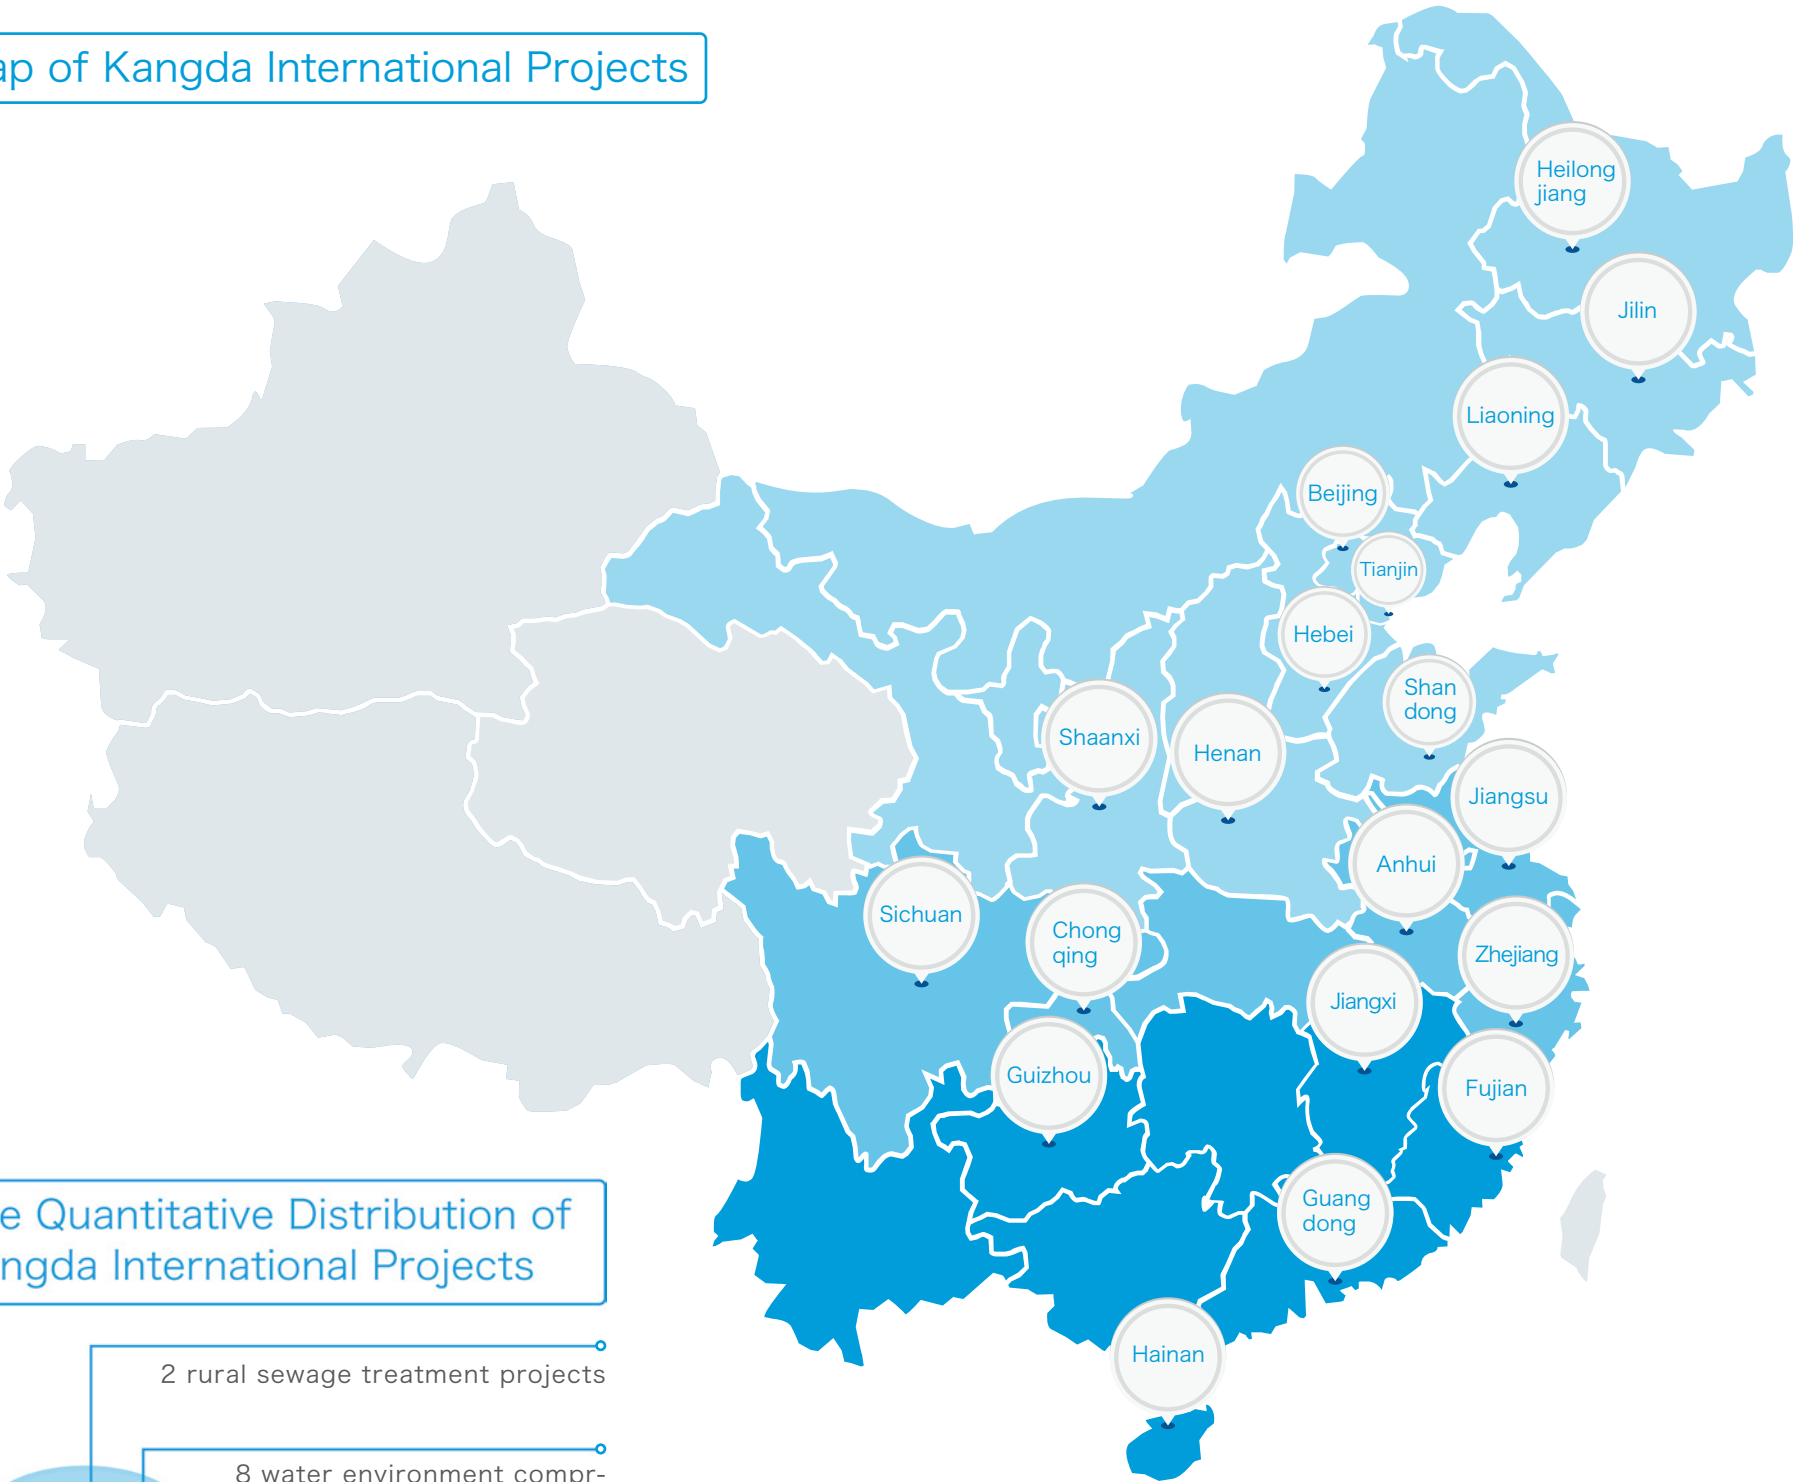 ap of Kangda International Projects
Heilong
jiang
Jilin
Liaoning
Beijing
Tianjin
Hebei
Shan
dong
Shaanxi
Henan
Jiangsu
Anhui
Sichuan
Chong
qing
Zhejiang
Jiangxi
Guizhou
Fujian
Guang
dong
Hainan
e Quantitative Distribution of
ngda International Projects
2 rural sewage treatment projects
8 water environment compr-